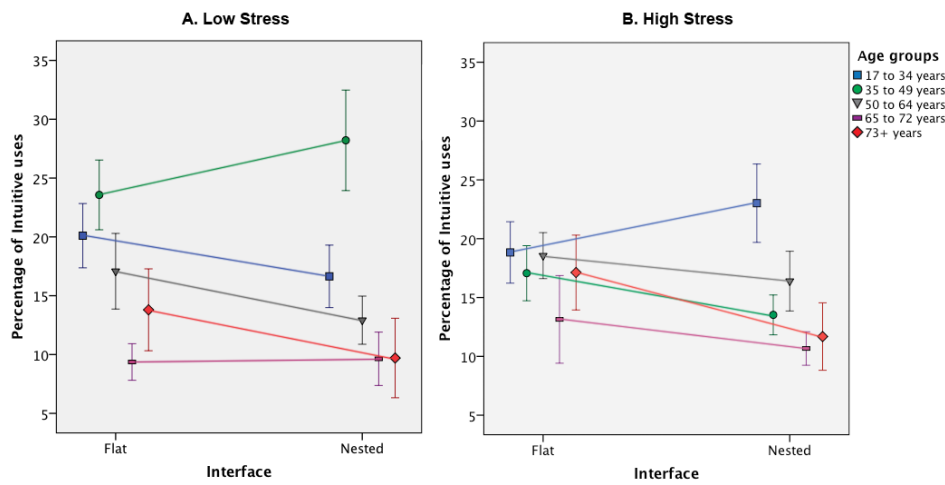 A. Low Stress
Percentage of Intuitive uses
35
30
25
20
15
10
5
Flat
Nested
Interface
B. High Stress
Percentage of Intuitive uses
35
30
25
20
15
10
5
Flat
Nested
Interface
Age groups
17 to 34 years
35 to 49 years
50 to 64 years
65 to 72 years
73+ years